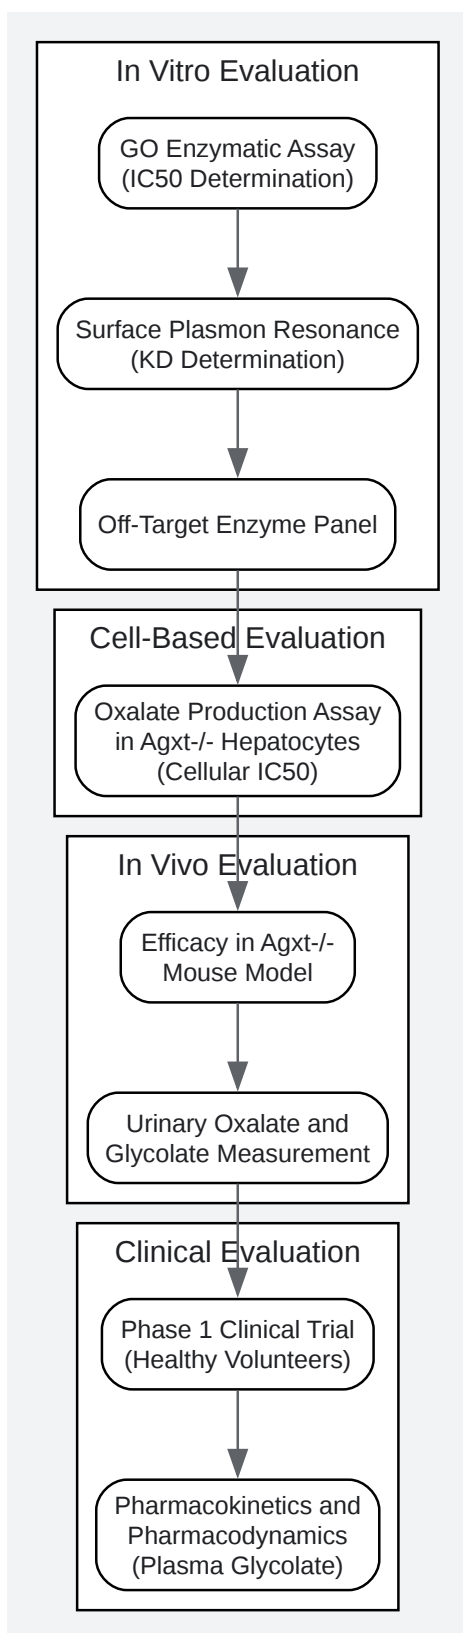 In Vitro Evaluation
GO Enzymatic Assay
(IC50 Determination)
Surface Plasmon Resonance
(KD Determination)
Off-Target Enzyme Panel
Cell-Based Evaluation
Oxalate Production Assay
in Agxt-/- Hepatocytes
(Cellular IC50)
In Vivo Evaluation
Efficacy in Agxt-/-
Mouse Model
Urinary Oxalate and
Glycolate Measurement
Clinical Evaluation
Phase 1 Clinical Trial
(Healthy Volunteers)
Pharmacokinetics and
Pharmacodynamics
(Plasma Glycolate)